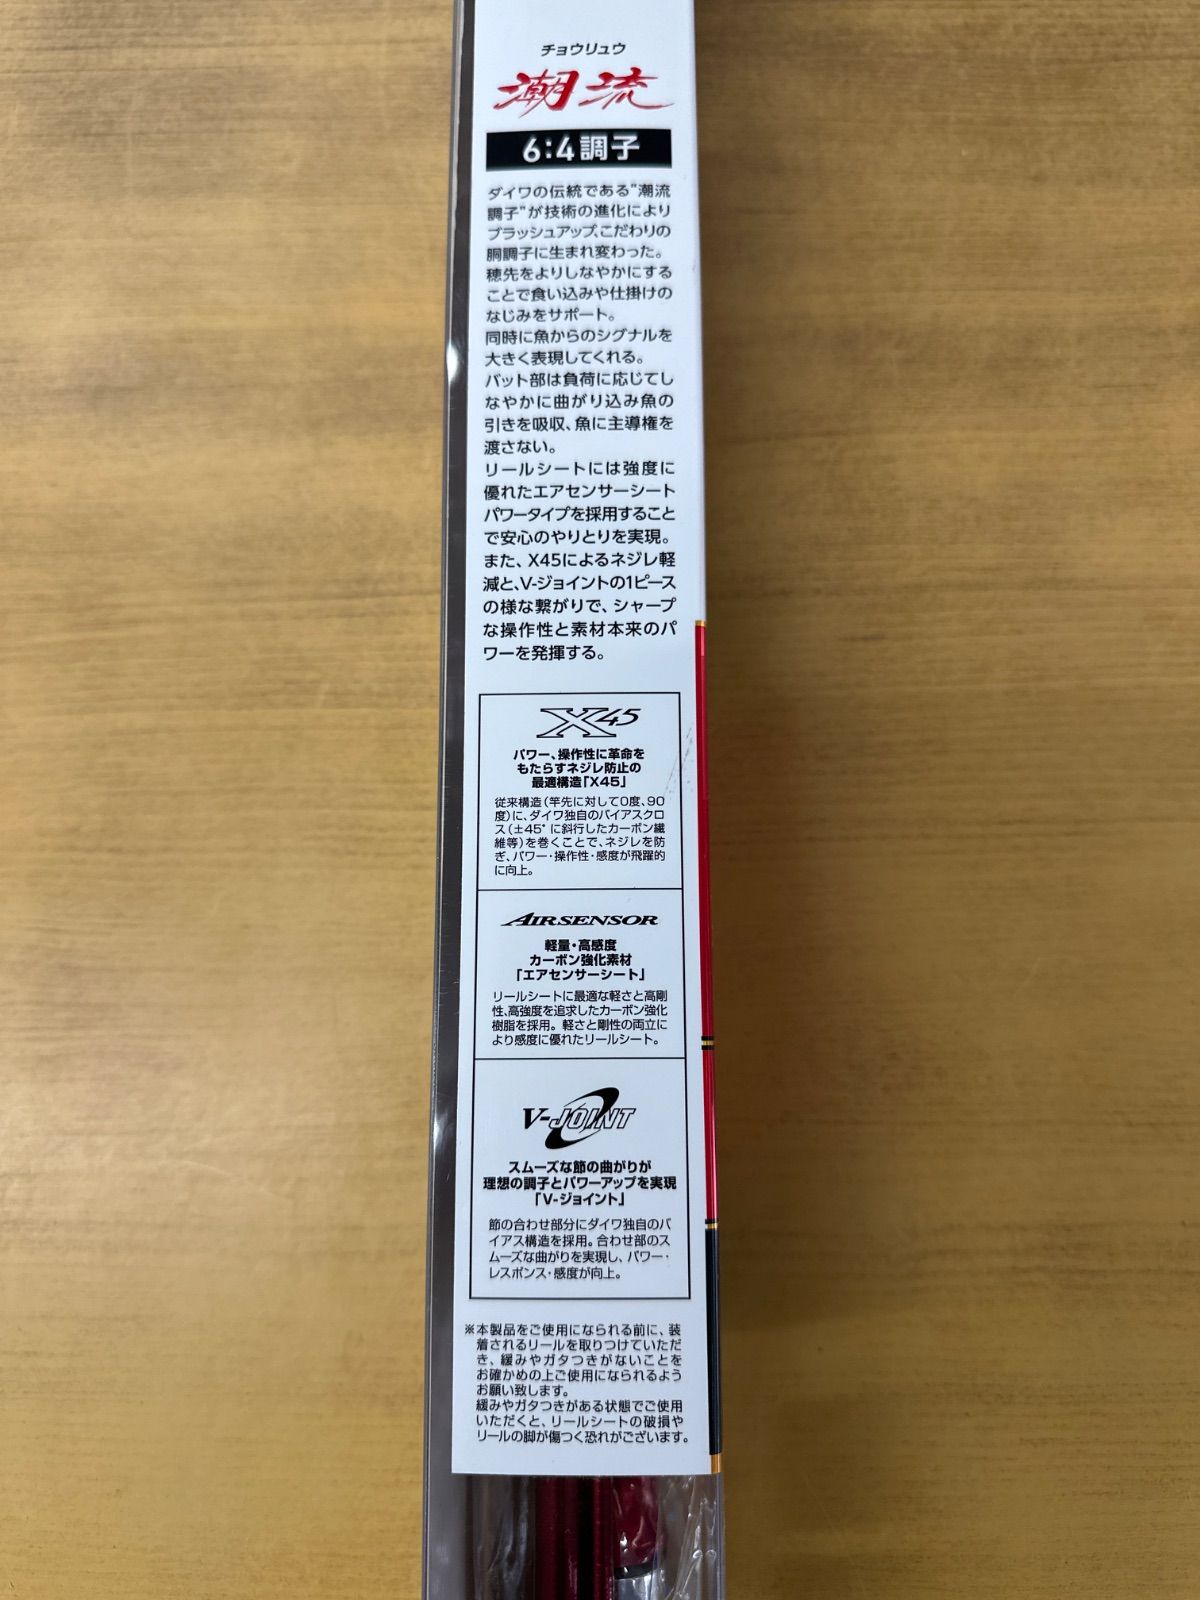 チョウリュウ
潮流
6:4調子
ダイワの伝統である"潮流
調子"が技術の進化により
ブラッシュアップ、こだわりの
胴調子に生まれ変わった。
穂先をよりしなやかにする
ことで食い込みや仕掛けの
なじみをサポート。
同時に魚からのシグナルを
大きく表現してくれる。
バット部は負荷に応じてし
なやかに曲がり込み魚の
引きを吸収、魚に主導権を
渡さない。
リールシートには強度に
優れたエアセンサーシート
パワータイプを採用すること
で安心のやりとりを実現。
また、X45によるネジレ軽
減と、V-ジョイントの1ピース
の様な繋がりで、シャープ
な操作性と素材本来のパ
ワーを発揮する。
X45
パワー、操作性に革命を
もたらすネジレ防止の
最適構造「X45」
従来構造(竿先に対して0度、90
度)に、ダイワ独自のバイアスクロ
ス(±45°に斜行したカーボン繊
維等)を巻くことで、ネジレを防
ぎ、パワー・操作性・感度が飛躍的
に向上。
AIRSENSOR
軽量・高感度
カーボン強化素材
「エアセンサーシート」
リールシートに最適な軽さと高剛
性、高強度を追求したカーボン強化
樹脂を採用。軽さと剛性の両立に
より感度に優れたリールシート。
V-JOINT
スムーズな節の曲がりが
理想の調子とパワーアップを実現
「V-ジョイント」
節の合わせ部分にダイワ独自のバ
イアス構造を採用。合わせ部のス
ムーズな曲がりを実現し、パワー・
レスポンス・感度が向上。
※本製品をご使用になられる前に、装
着されるリールを取りつけていただ
き、緩みやガタつきがないことを
お確かめの上ご使用になられるよう
お願い致します。
緩みやガタつきがある状態でご使用
いただくと、リールシートの破損や
リールの脚が傷つく恐れがございます。